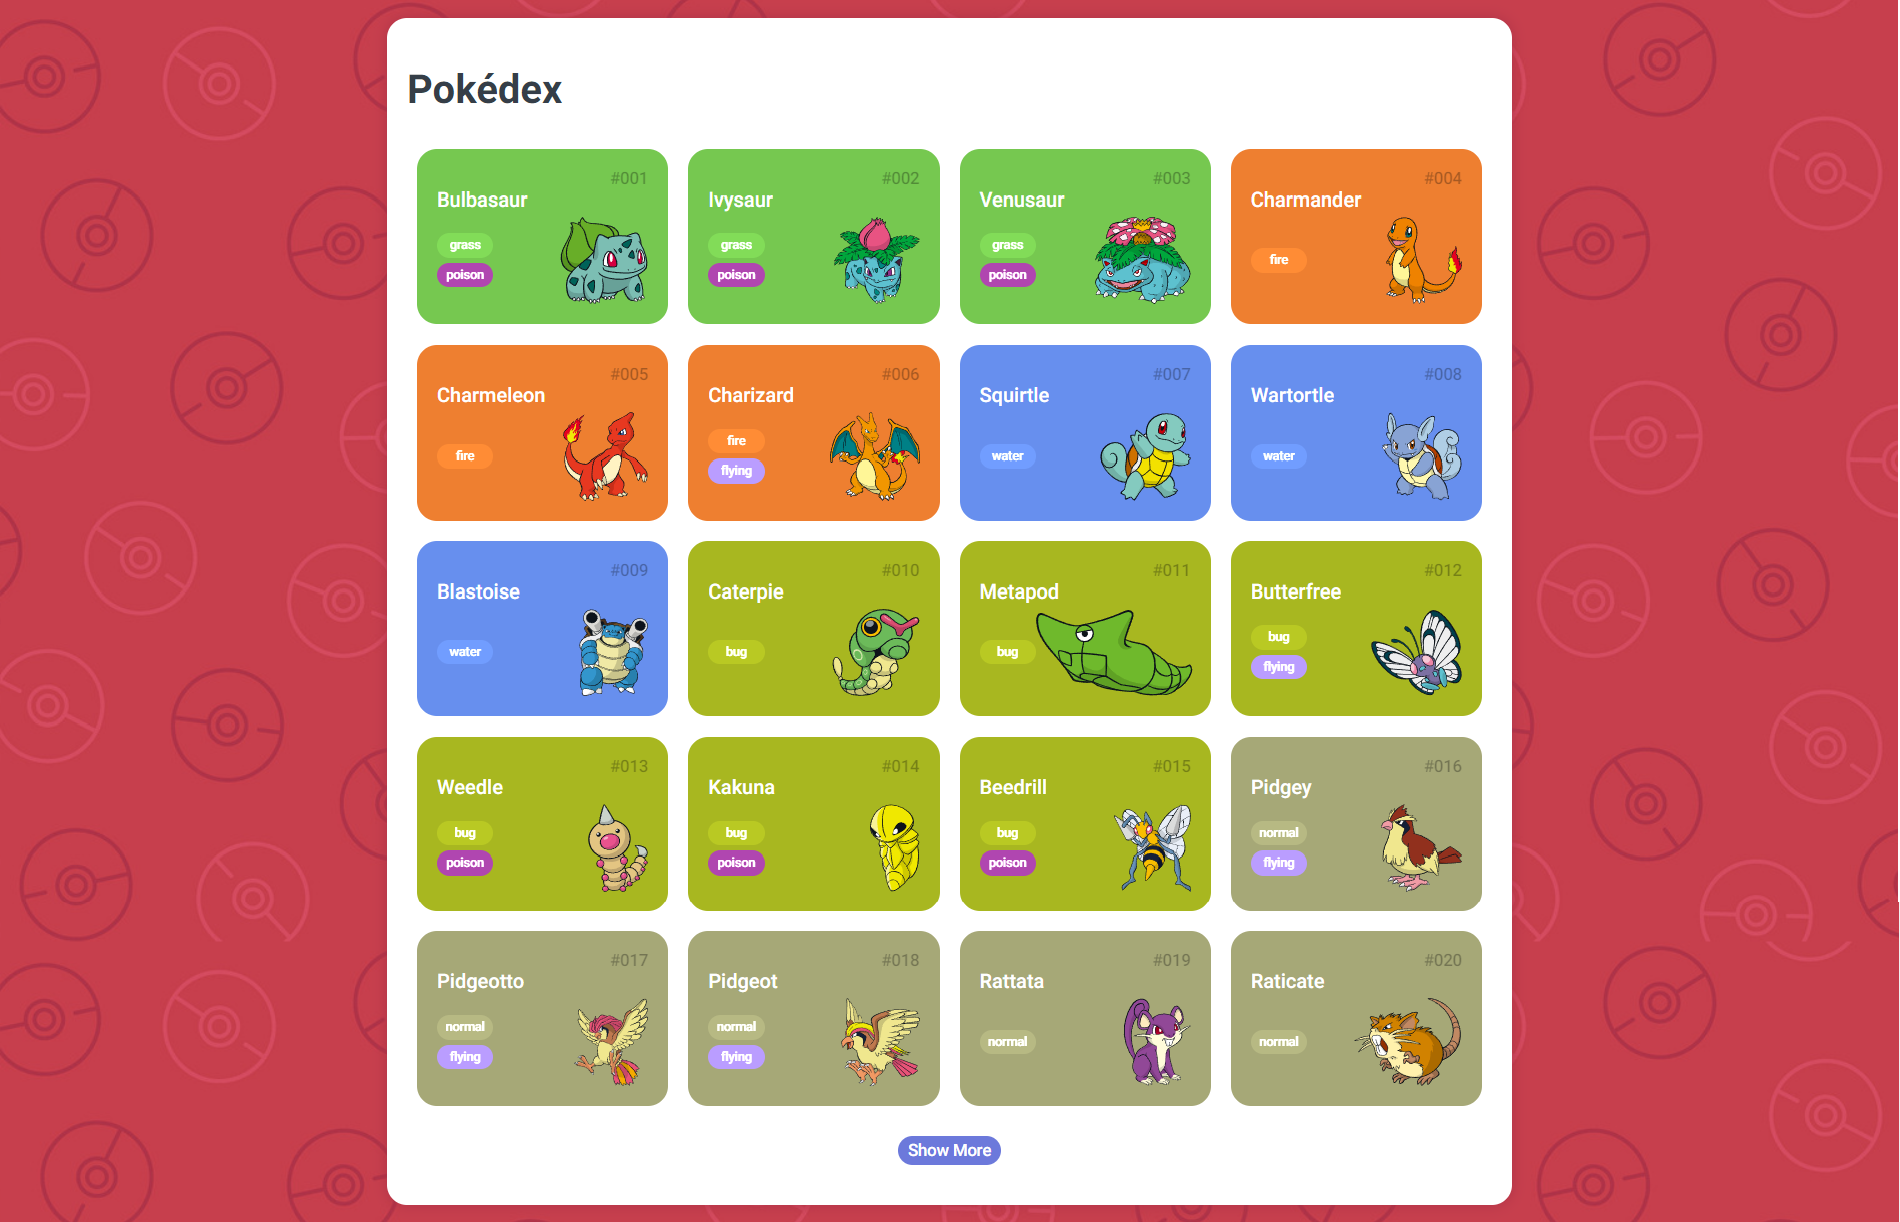 Pokédex
#001
Bulbasaur
grass
poison
#002
Ivysaur
grass
poison
#003
Venusaur
grass
poison
#004
Charmander
fire
#005
Charmeleon
fire
#006
Charizard
fire
flying
#007
Squirtle
water
#008
Wartortle
water
#009
Blastoise
water
#010
Caterpie
bug
#011
Metapod
bug
#012
Butterfree
bug
flying
#013
Weedle
bug
poison
#014
Kakuna
bug
poison
#015
Beedrill
bug
poison
#016
Pidgey
normal
flying
#017
Pidgeotto
normal
flying
#018
Pidgeot
normal
flying
#019
Rattata
normal
#020
Raticate
normal
Show More